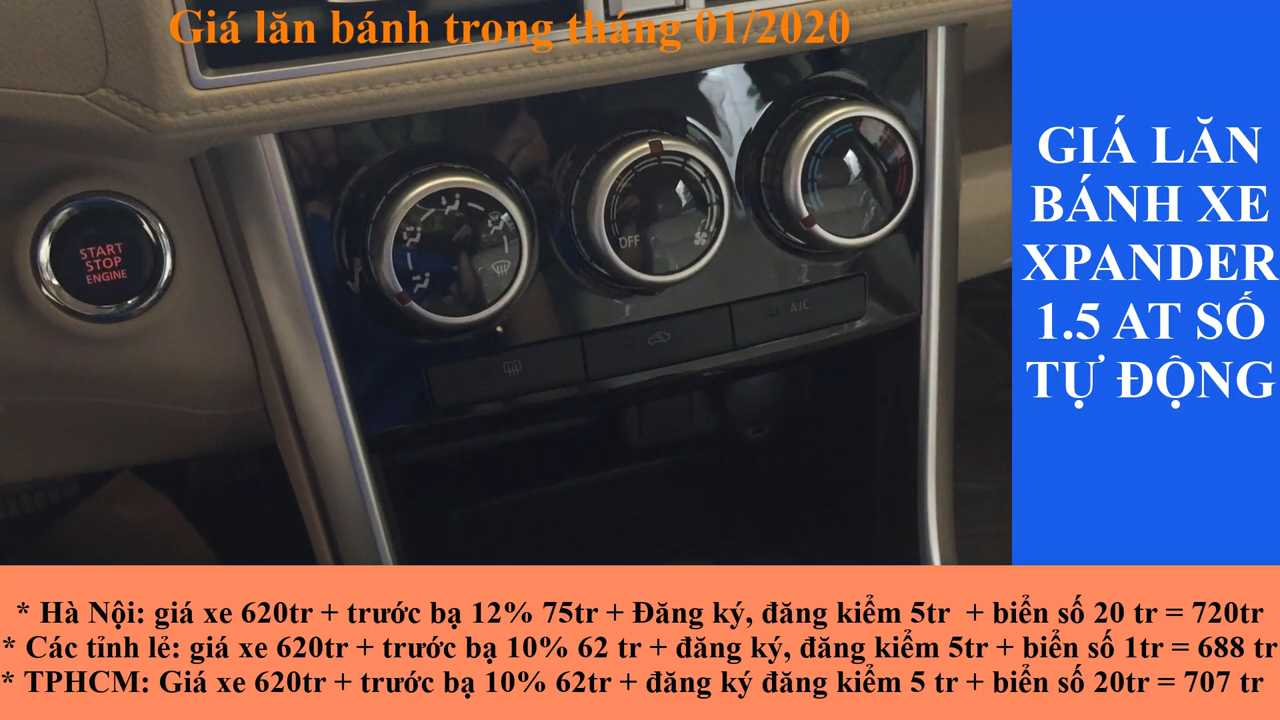 Giá lăn bánh trong tháng 01/2020
GIÁ LĂN
BÁNH XE
XPANDER
1.5 AT SỐ
TỰ ĐỘNG
START
STOP
ENGINE
OFF
A/C
* Hà Nội: giá xe 620tr + trước bạ 12% 75tr + Đăng ký, đăng kiểm 5tr + biển số 20 tr = 720tr
* Các tỉnh lẻ: giá xe 620tr + trước bạ 10% 62 tr + đăng ký, đăng kiểm 5tr + biển số 1tr = 688 tr
* TPHCM: Giá xe 620tr + trước bạ 10% 62tr + đăng ký đăng kiểm 5 tr + biển số 20tr = 707 tr